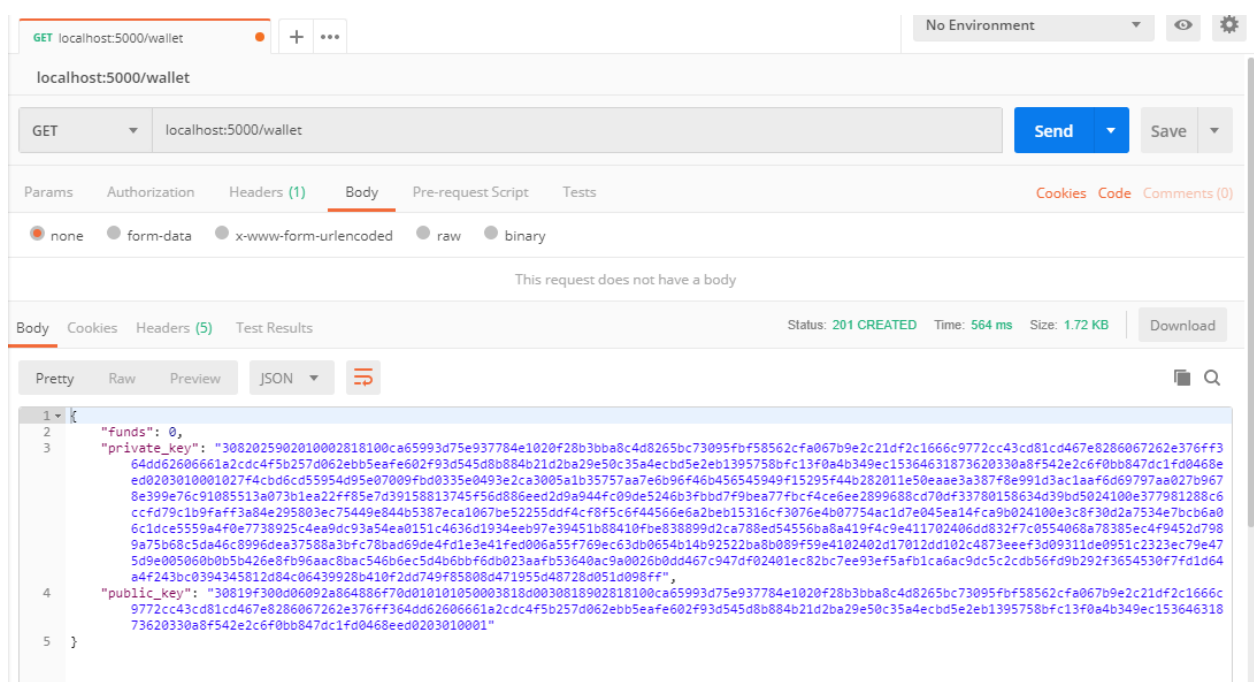 GET localhost:5000/wallet
No Environment
localhost:5000/wallet
GET localhost:5000/wallet Send Save
Params Authorization Headers (1) Body Pre-request Script Tests Cookies Code Comments (0)
none form-data x-www-form-urlencoded raw binary
This request does not have a body
Body Cookies Headers (5) Test Results Status: 201 CREATED Time: 564 ms Size: 1.72 KB Download
Pretty Raw Preview JSON
1 {
2 "funds": 0,
3 "private_key": "3082025902010002818100ca65993d75e937784e1020f28b3bba8c4d8265bc73095fbf58562cfa067b9e2c21df2c1666c9772cc43cd81cd467e8286067262e376ff3
64dd62606661a2cdc4f5b257d062ebb5eafe602f93d545d8b884b21d2ba29e50c35a4ecbd5e2eb1395758bfc13f0a4b349ec15364631873620330a8f542e2c6f0bb847dc1fd0468e
ed0203010001027f4cbd6cd55954d95e07009fbd0335e0493e2ca3005a1b35757aa7e6b96f46b456545949f15295f44b282011e50eaae3a387f8e991d3ac1aaf6d69797aa027b967
8e399e76c91085513a073b1ea22ff85e7d39158813745f56d886eed2d9a944fc09de5246b3fbbd7f9bea77fbcf4ce6ee2899688cd70df33780158634d39bd5024100e377981288c6
ccfd79c1b9faff3a84e295803ec75449e844b5387eca1067be52255ddf4cf8f5c6f44566e6a2beb15316cf3076e4b07754ac1d7e045ea14fca9b024100e3c8f30d2a7534e7bcb6a0
6c1dce5559a4f0e7738925c4ea9dc93a54ea0151c4636d1934eeb97e39451b88410fbe838899d2ca788ed54556ba8a419f4c9e411702406dd832f7c0554068a78385ec4f9452d798
9a75b68c5da46c8996dea37588a3bfc78bad69de4fd1e3e41fed006a55f769ec63db0654b14b92522ba8b089f59e4102402d17012dd102c4873eeef3d09311de0951c2323ec79e47
5d9e005060b0b5b426e8fb96aac8bac546b6ec5d4b6bbf6db023aafb53640ac9a0026b0dd467c947df02401ec82bc7ee93ef5afb1ca6ac9dc5c2cdb56fd9b292f3654530f7fd1d64
a4f243bc0394345812d84c06439928b410f2dd749f85808d471955d48728d051d098ff",
4 "public_key": "30819f300d06092a864886f70d010101050003818d0030818902818100ca65993d75e937784e1020f28b3bba8c4d8265bc73095fbf58562cfa067b9e2c21df2c1666c
9772cc43cd81cd467e8286067262e376ff364dd62606661a2cdc4f5b257d062ebb5eafe602f93d545d8b884b21d2ba29e50c35a4ecbd5e2eb1395758bfc13f0a4b349ec153646318
73620330a8f542e2c6f0bb847dc1fd0468eed0203010001"
5 }